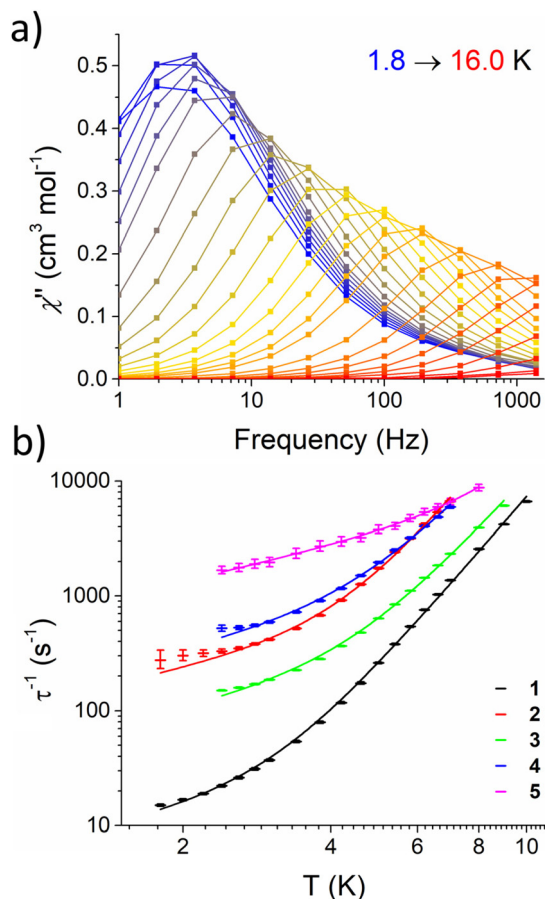 a)
1.8 → 16.0 K
0.5
0.4
0.3
0.2
0.1
0.0
χ'' (cm³ mol⁻¹)
1 10 100 1000
Frequency (Hz)
b)
10000
1000
100
10
τ⁻¹ (s⁻¹)
1
2
3
4
5
2 4 6 8 10
T (K)